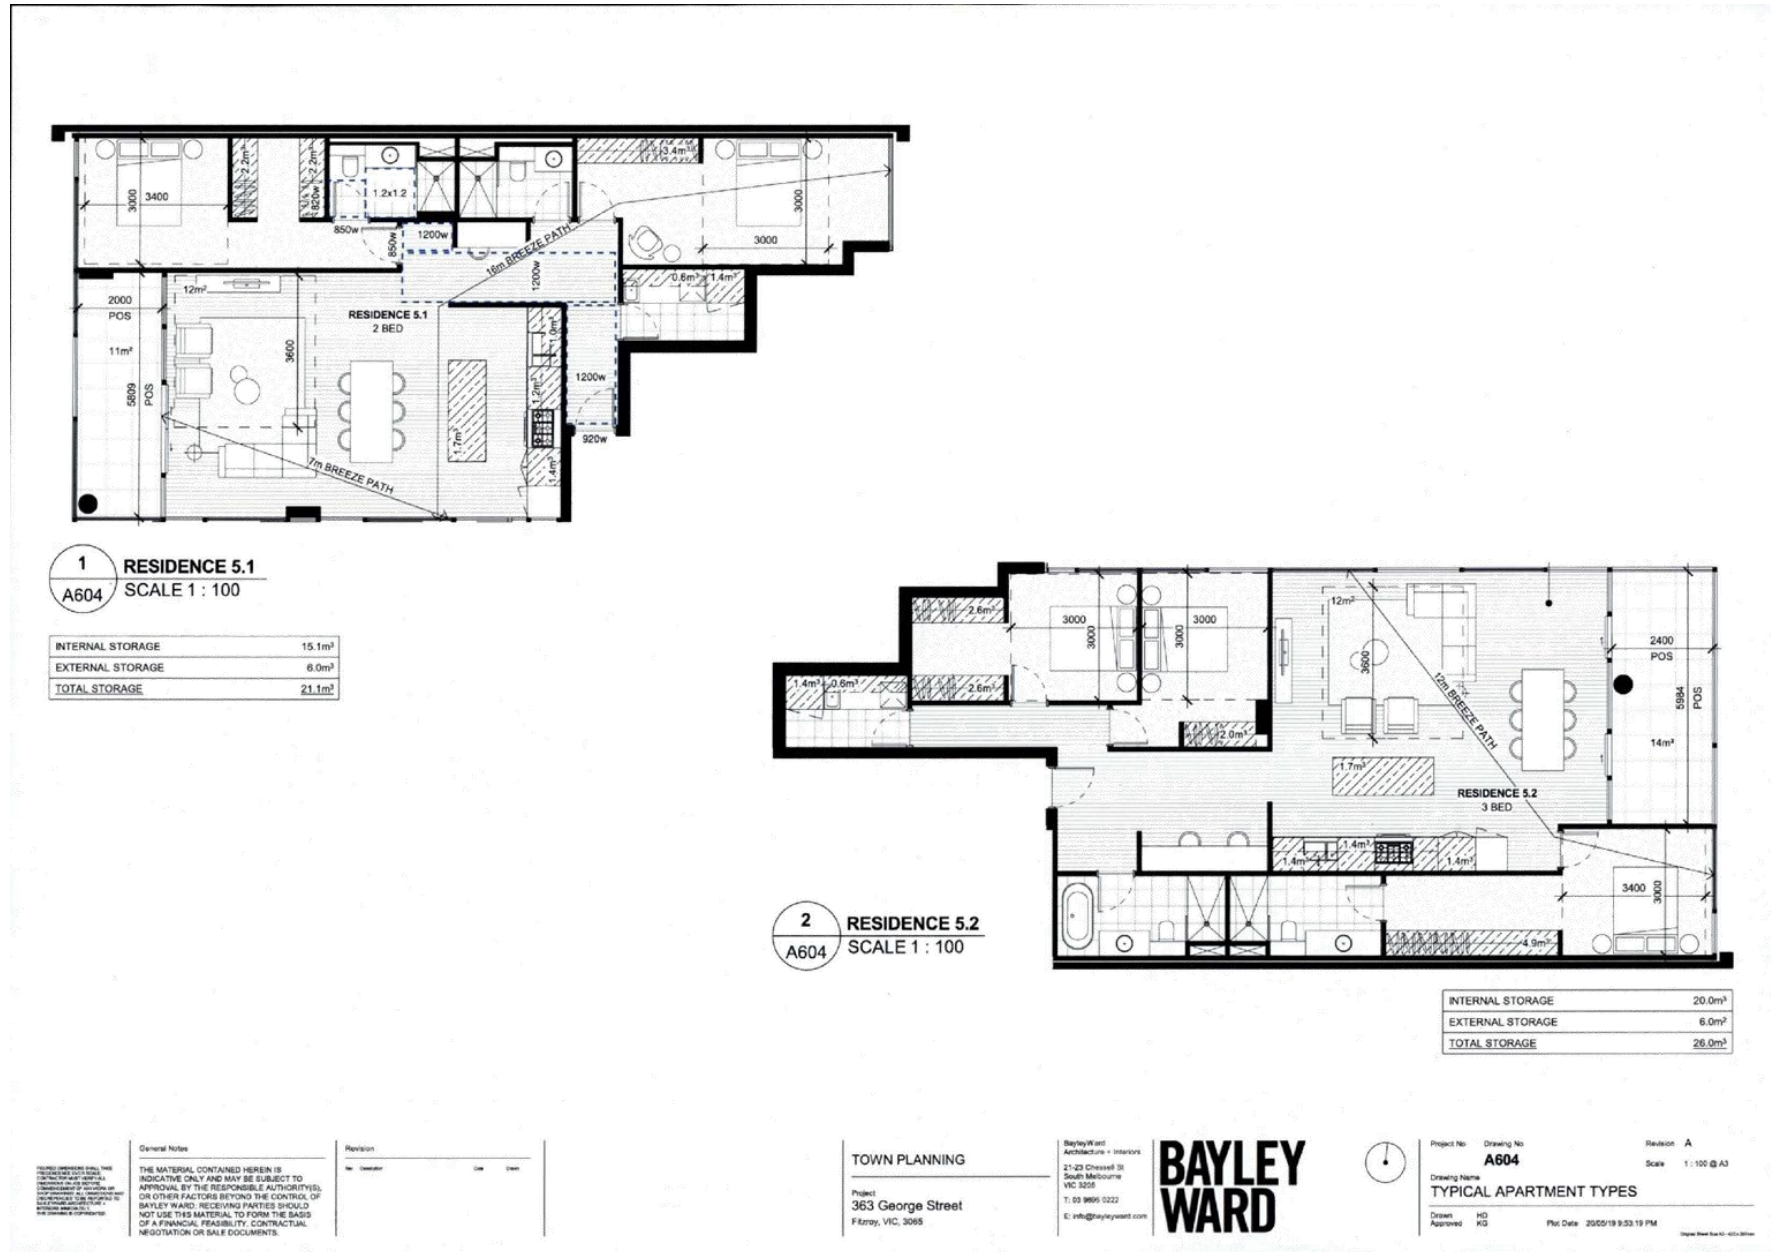 3000
3400
2.2m³
2.2m³
820w
1.2x1.2
850w
850w
1200w
16m BREEZE PATH
1200w
3.4m³
3000
3000
0.6m³
1.4m³
2000
POS
11m²
5809
POS
12m²
3600
RESIDENCE 5.1
2 BED
1.0m³
1.2m³
1.7m³
1.4m³
1200w
920w
7m BREEZE PATH
1
A604
RESIDENCE 5.1
SCALE 1 : 100
INTERNAL STORAGE 15.1m³
EXTERNAL STORAGE 6.0m³
TOTAL STORAGE 21.1m³
2.6m³
3000
3000
3000
3000
12m²
3600
2400
POS
5984
POS
14m²
1.4m³
0.6m³
2.6m³
2.0m³
12m BREEZE PATH
1.7m³
RESIDENCE 5.2
3 BED
1.4m³
1.4m³
1.4m³
3400
3000
4.9m³
2
A604
RESIDENCE 5.2
SCALE 1 : 100
INTERNAL STORAGE 20.0m³
EXTERNAL STORAGE 6.0m²
TOTAL STORAGE 26.0m³
General Notes
THE MATERIAL CONTAINED HEREIN IS
INDICATIVE ONLY AND MAY BE SUBJECT TO
APPROVAL BY THE RESPONSIBLE AUTHORITY(S),
OR OTHER FACTORS BEYOND THE CONTROL OF
BAYLEY WARD. RECEIVING PARTIES SHOULD
NOT USE THIS MATERIAL TO FORM THE BASIS
OF A FINANCIAL FEASIBILITY, CONTRACTUAL
NEGOTIATION OR SALE DOCUMENTS.
Revision
Rev Description Date Drawn
TOWN PLANNING
Project
363 George Street
Fitzroy, VIC, 3065
BayleyWard
Architecture + Interiors
21-23 Chessell St
South Melbourne
VIC 3205
T: 03 9695 0222
E: info@bayleyward.com
BAYLEY
WARD
Project No Drawing No Revision A
A604
Scale 1 : 100 @ A3
Drawing Name
TYPICAL APARTMENT TYPES
Drawn HD
Approved KG
Plot Date 20/05/19 9:53:19 PM